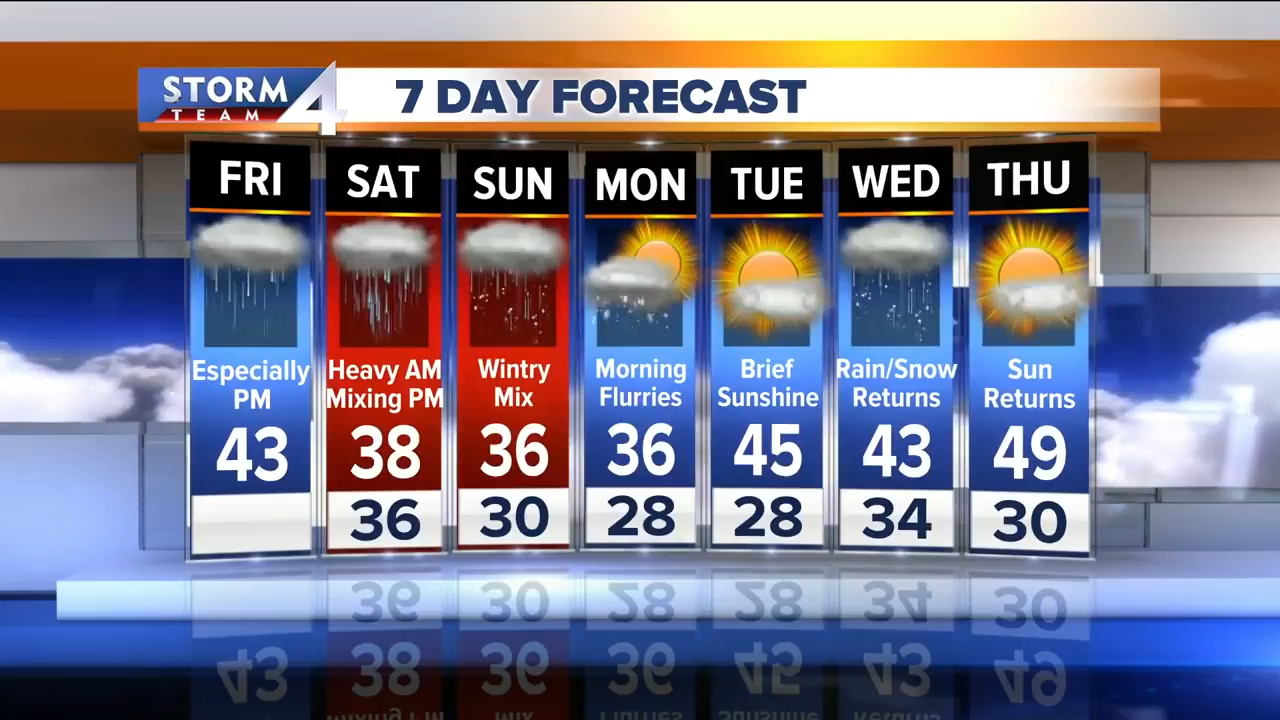 STORM
TEAM 4
7 DAY FORECAST
FRI
Especially
PM
43
SAT
Heavy AM
Mixing PM
38
36
SUN
Wintry
Mix
36
30
MON
Morning
Flurries
36
28
TUE
Brief
Sunshine
45
28
WED
Rain/Snow
Returns
43
34
THU
Sun
Returns
49
30